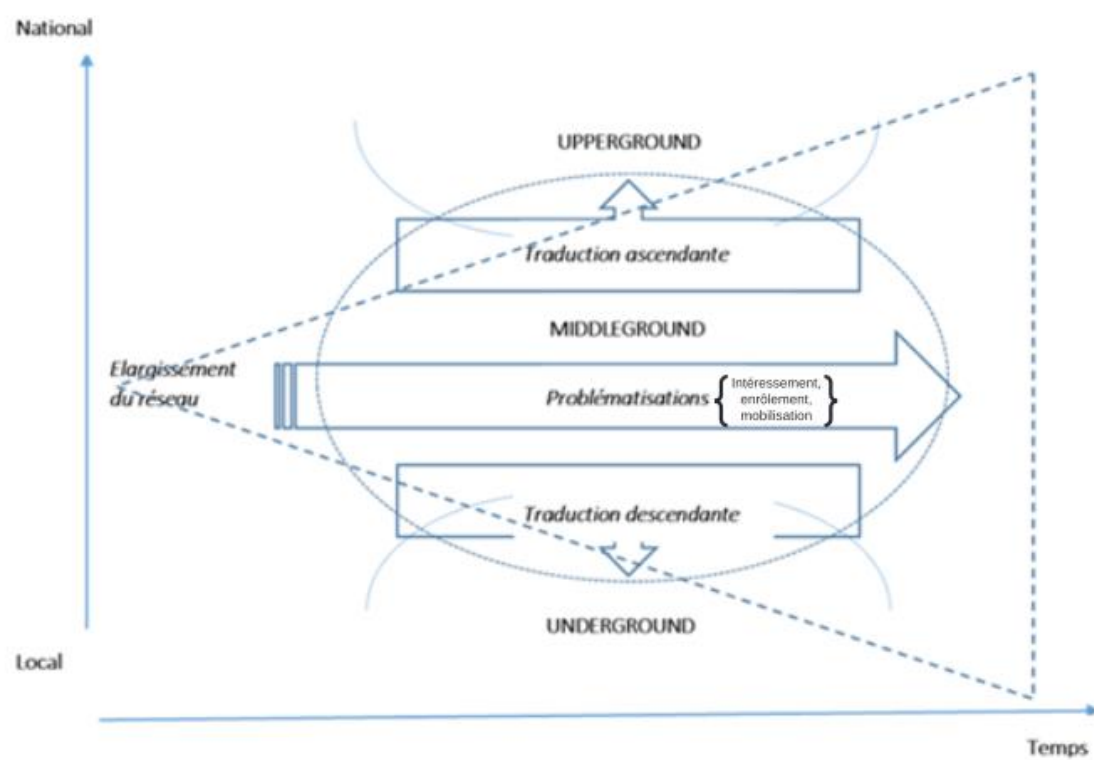 National
UPPERGROUND
Traduction ascendante
MIDDLEGROUND
Elargissement
du réseau
Problématisations
Intéressement,
enrôlement,
mobilisation
Traduction descendante
UNDERGROUND
Local
Temps